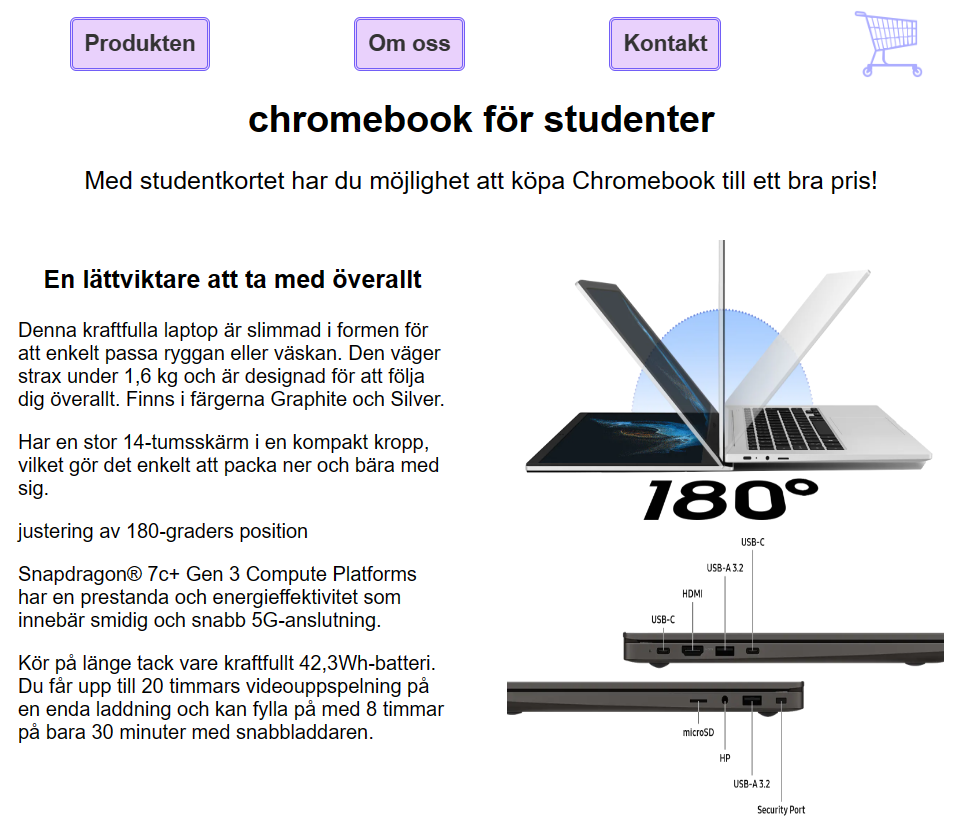 Produkten
Om oss
Kontakt
chromebook för studenter
Med studentkortet har du möjlighet att köpa Chromebook till ett bra pris!
En lättviktare att ta med överallt
Denna kraftfulla laptop är slimmad i formen för
att enkelt passa ryggan eller väskan. Den väger
strax under 1,6 kg och är designad för att följa
dig överallt. Finns i färgerna Graphite och Silver.
Har en stor 14-tumsskärm i en kompakt kropp,
vilket gör det enkelt att packa ner och bära med
sig.
justering av 180-graders position
Snapdragon® 7c+ Gen 3 Compute Platforms
har en prestanda och energieffektivitet som
innebär smidig och snabb 5G-anslutning.
Kör på länge tack vare kraftfullt 42,3Wh-batteri.
Du får upp till 20 timmars videouppspelning på
en enda laddning och kan fylla på med 8 timmar
på bara 30 minuter med snabbladdaren.
180°
USB-C
USB-A 3.2
HDMI
USB-C
microSD
HP
USB-A 3.2
Security Port